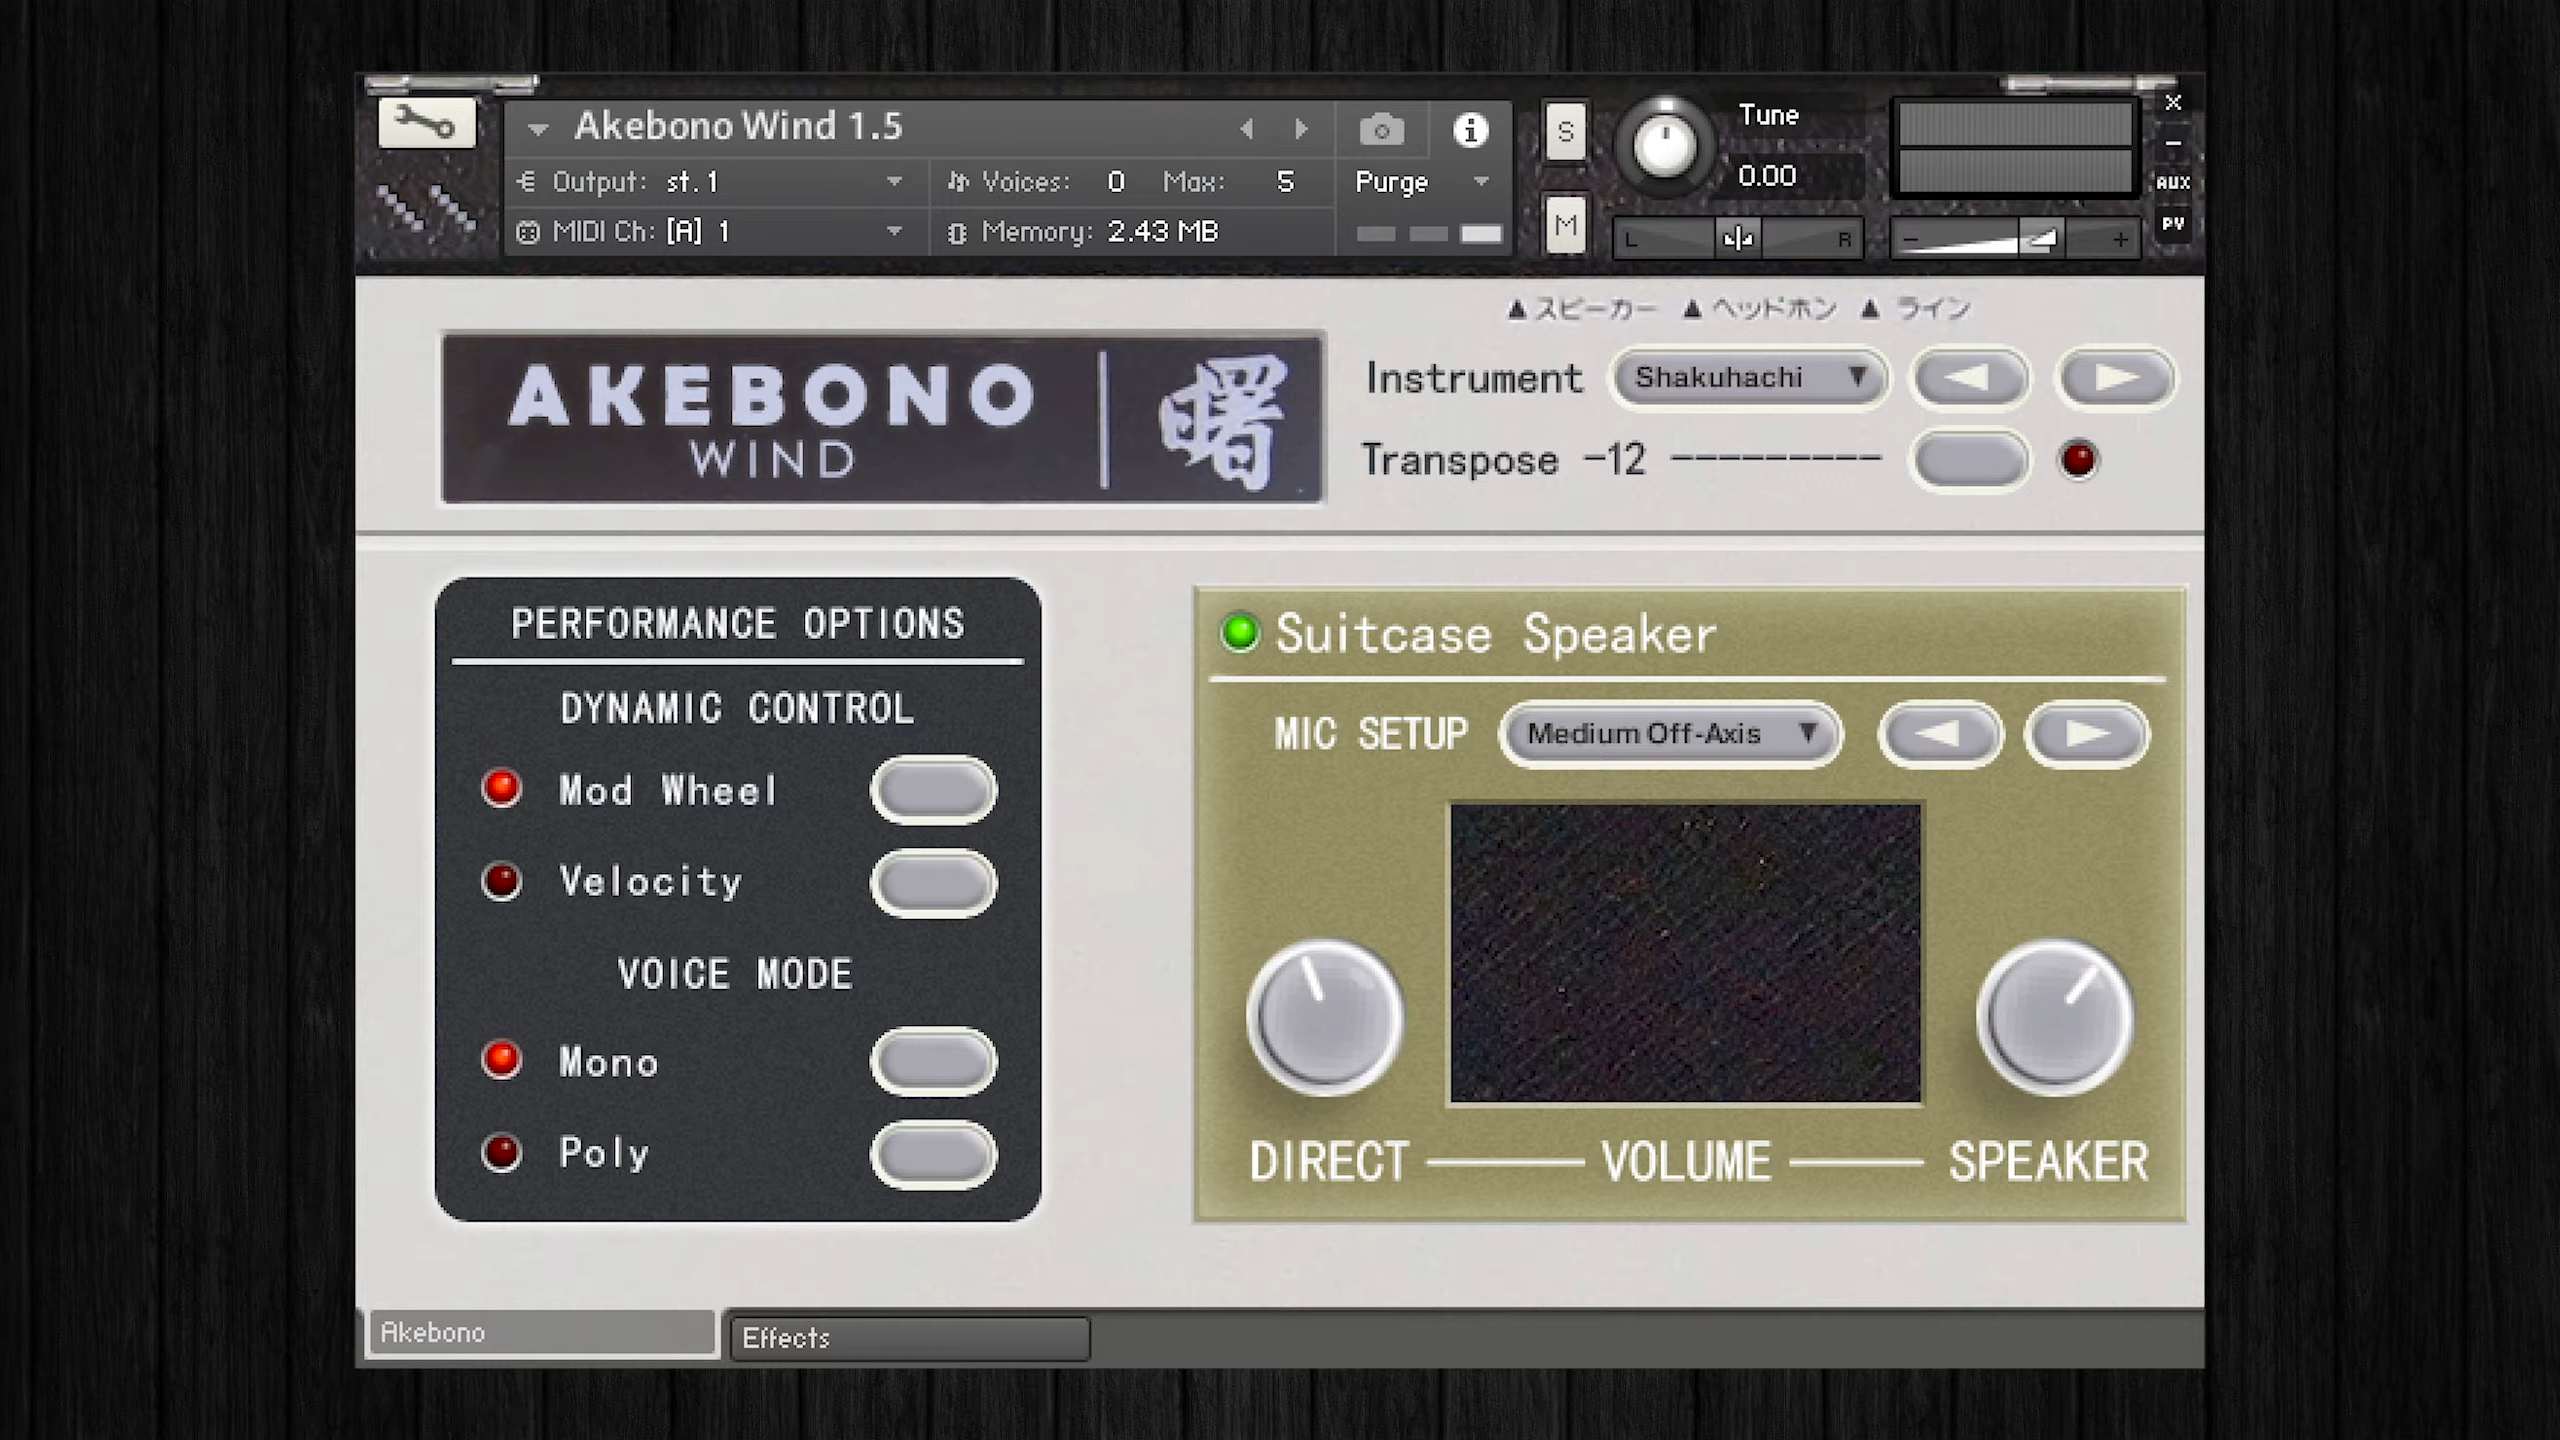 Akebono Wind 1.5
Output: st. 1
Voices: 0 Max: 5
Purge
MIDI Ch: [A] 1
Memory: 2.43 MB
S
M
Tune
0.00
L R
- +
x
-
AUX
PV
▲スピーカー ▲ヘッドホン ▲ ライン
AKEBONO
WIND
曙
Instrument Shakuhachi
Transpose -12 ----------
PERFORMANCE OPTIONS
DYNAMIC CONTROL
Mod Wheel
Velocity
VOICE MODE
Mono
Poly
Suitcase Speaker
MIC SETUP Medium Off-Axis
DIRECT — VOLUME — SPEAKER
Akebono
Effects